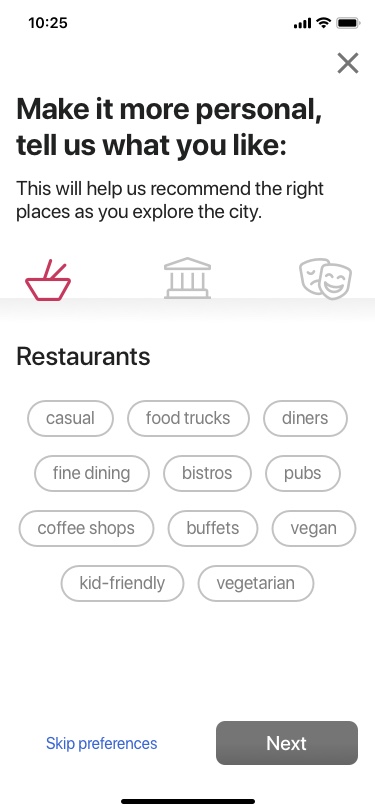 10:25
Make it more personal,
tell us what you like:
This will help us recommend the right
places as you explore the city.
Restaurants
casual food trucks diners
fine dining bistros pubs
coffee shops buffets vegan
kid-friendly vegetarian
Skip preferences Next